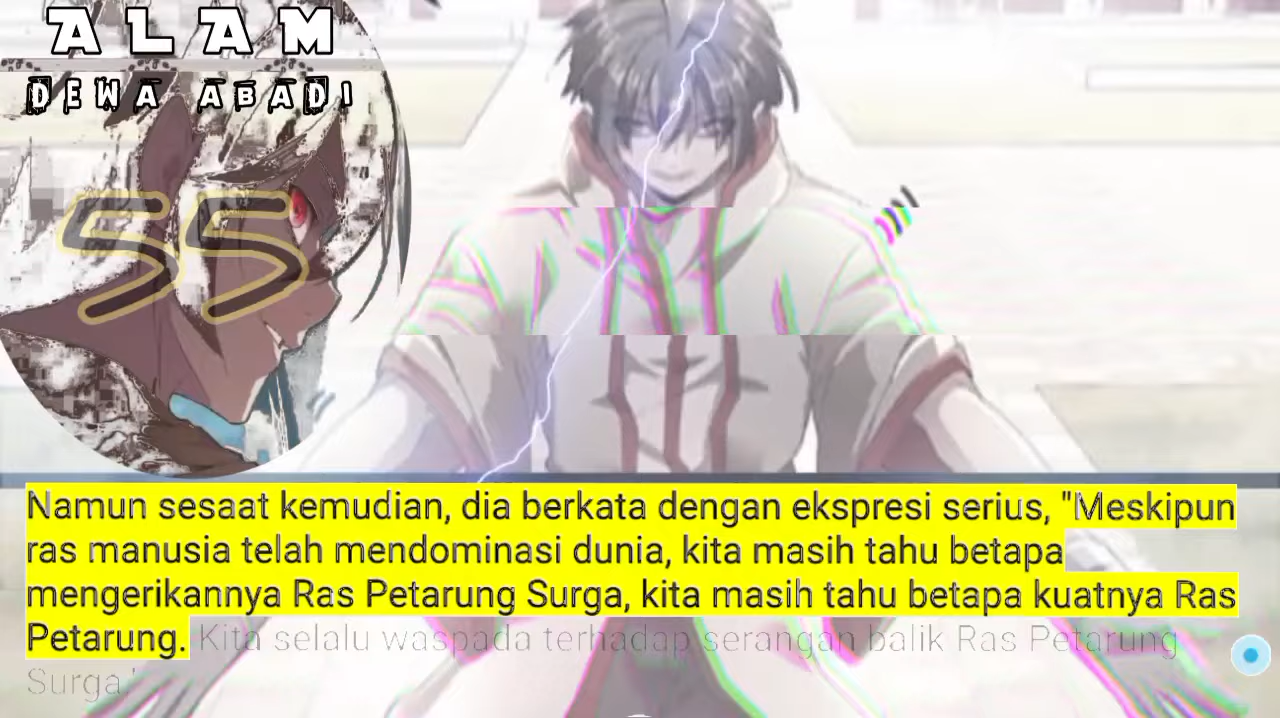 ALAM
DEWA ABADI
55
Namun sesaat kemudian, dia berkata dengan ekspresi serius, "Meskipun
ras manusia telah mendominasi dunia, kita masih tahu betapa
mengerikannya Ras Petarung Surga, kita masih tahu betapa kuatnya Ras
Petarung. Kita selalu waspada terhadap serangan balik Ras Petarung
Surga."